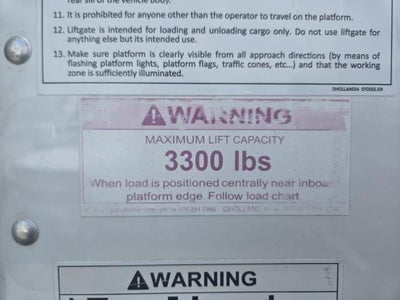 rear sill of the vehicle body.
11. It is prohibited for anyone other than the operator to travel on the platform.
12. Liftgate is intended for loading and unloading cargo only. Do not use liftgate for
anything else but its intended use.
13. Make sure platform is clearly visible from all approach directions (by means of
flashing platform lights, platform flags, traffic cones, etc...) and that the working
zone is sufficiently illuminated.
DHOLLANDIA EF0565.EN
WARNING
MAXIMUM LIFT CAPACITY
3300 lbs
When load is positioned centrally near inboard
platform edge. Follow load chart.
WARNING